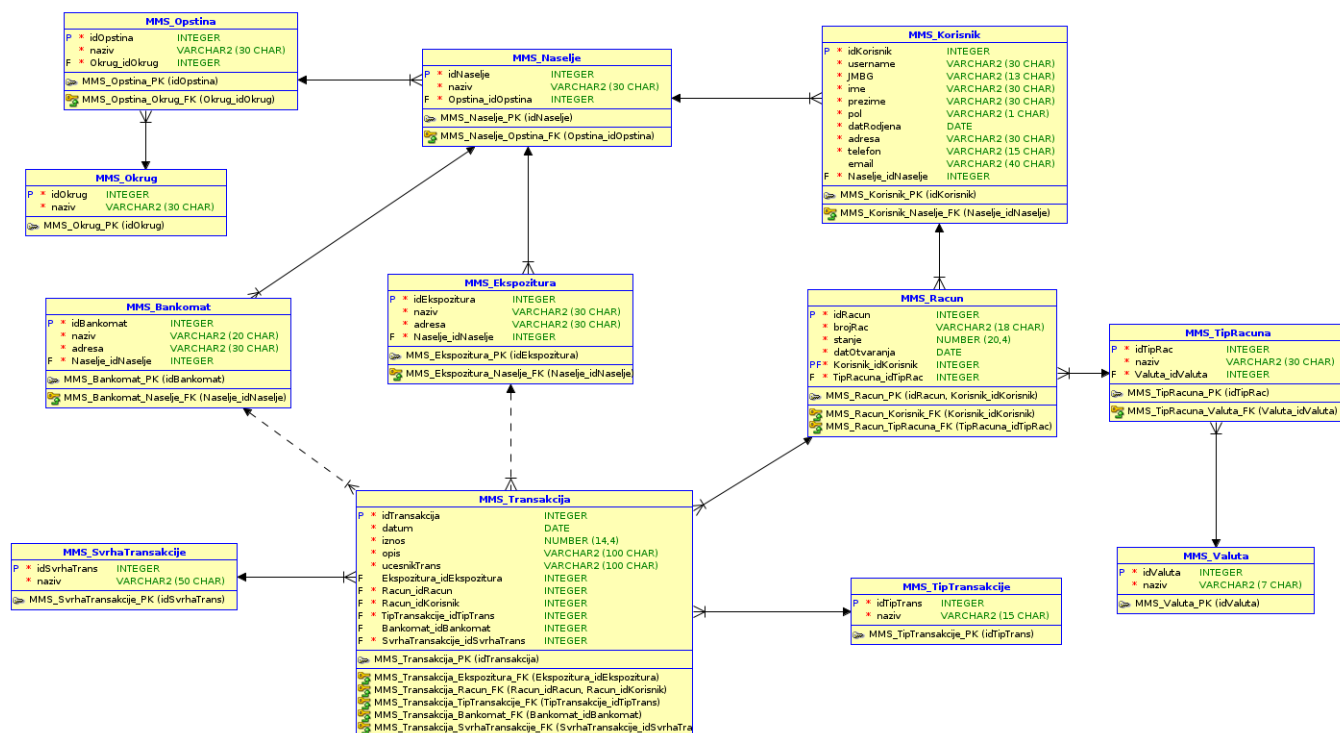 MMS_Opstina
P * idOpstina INTEGER
* naziv VARCHAR2 (30 CHAR)
F * Okrug_idOkrug INTEGER
MMS_Opstina_PK (idOpstina)
MMS_Opstina_Okrug_FK (Okrug_idOkrug)
MMS_Naselje
P * idNaselje INTEGER
* naziv VARCHAR2 (30 CHAR)
F * Opstina_idOpstina INTEGER
MMS_Naselje_PK (idNaselje)
MMS_Naselje_Opstina_FK (Opstina_idOpstina)
MMS_Korisnik
P * idKorisnik INTEGER
* username VARCHAR2 (30 CHAR)
* JMBG VARCHAR2 (13 CHAR)
* ime VARCHAR2 (30 CHAR)
* prezime VARCHAR2 (30 CHAR)
* pol VARCHAR2 (1 CHAR)
* datRodjena DATE
* adresa VARCHAR2 (30 CHAR)
* telefon VARCHAR2 (15 CHAR)
email VARCHAR2 (40 CHAR)
F * Naselje_idNaselje INTEGER
MMS_Korisnik_PK (idKorisnik)
MMS_Korisnik_Naselje_FK (Naselje_idNaselje)
MMS_Okrug
P * idOkrug INTEGER
* naziv VARCHAR2 (30 CHAR)
MMS_Okrug_PK (idOkrug)
MMS_Bankomat
P * idBankomat INTEGER
* naziv VARCHAR2 (20 CHAR)
* adresa VARCHAR2 (30 CHAR)
F * Naselje_idNaselje INTEGER
MMS_Bankomat_PK (idBankomat)
MMS_Bankomat_Naselje_FK (Naselje_idNaselje)
MMS_Ekspozitura
P * idEkspozitura INTEGER
* naziv VARCHAR2 (30 CHAR)
* adresa VARCHAR2 (30 CHAR)
F * Naselje_idNaselje INTEGER
MMS_Ekspozitura_PK (idEkspozitura)
MMS_Ekspozitura_Naselje_FK (Naselje_idNaselje)
MMS_Racun
P * idRacun INTEGER
* brojRac VARCHAR2 (18 CHAR)
* stanje NUMBER (20,4)
* datOtvaranja DATE
PF * Korisnik_idKorisnik INTEGER
F * TipRacuna_idTipRac INTEGER
MMS_Racun_PK (idRacun, Korisnik_idKorisnik)
MMS_Racun_Korisnik_FK (Korisnik_idKorisnik)
MMS_Racun_TipRacuna_FK (TipRacuna_idTipRac)
MMS_TipRacuna
P * idTipRac INTEGER
* naziv VARCHAR2 (30 CHAR)
F * Valuta_idValuta INTEGER
MMS_TipRacuna_PK (idTipRac)
MMS_TipRacuna_Valuta_FK (Valuta_idValuta)
MMS_Transakcija
P * idTransakcija INTEGER
* datum DATE
* iznos NUMBER (14,4)
* opis VARCHAR2 (100 CHAR)
* ucesnikTrans VARCHAR2 (100 CHAR)
F Ekspozitura_idEkspozitura INTEGER
F * Racun_idRacun INTEGER
F * Racun_idKorisnik INTEGER
F * TipTransakcije_idTipTrans INTEGER
F Bankomat_idBankomat INTEGER
F * SvrhaTransakcije_idSvrhaTrans INTEGER
MMS_Transakcija_PK (idTransakcija)
MMS_Transakcija_Ekspozitura_FK (Ekspozitura_idEkspozitura)
MMS_Transakcija_Racun_FK (Racun_idRacun, Racun_idKorisnik)
MMS_Transakcija_TipTransakcije_FK (TipTransakcije_idTipTrans)
MMS_Transakcija_Bankomat_FK (Bankomat_idBankomat)
MMS_Transakcija_SvrhaTransakcije_FK (SvrhaTransakcije_idSvrhaTra
MMS_SvrhaTransakcije
P * idSvrhaTrans INTEGER
* naziv VARCHAR2 (50 CHAR)
MMS_SvrhaTransakcije_PK (idSvrhaTrans)
MMS_TipTransakcije
P * idTipTrans INTEGER
* naziv VARCHAR2 (15 CHAR)
MMS_TipTransakcije_PK (idTipTrans)
MMS_Valuta
P * idValuta INTEGER
* naziv VARCHAR2 (7 CHAR)
MMS_Valuta_PK (idValuta)